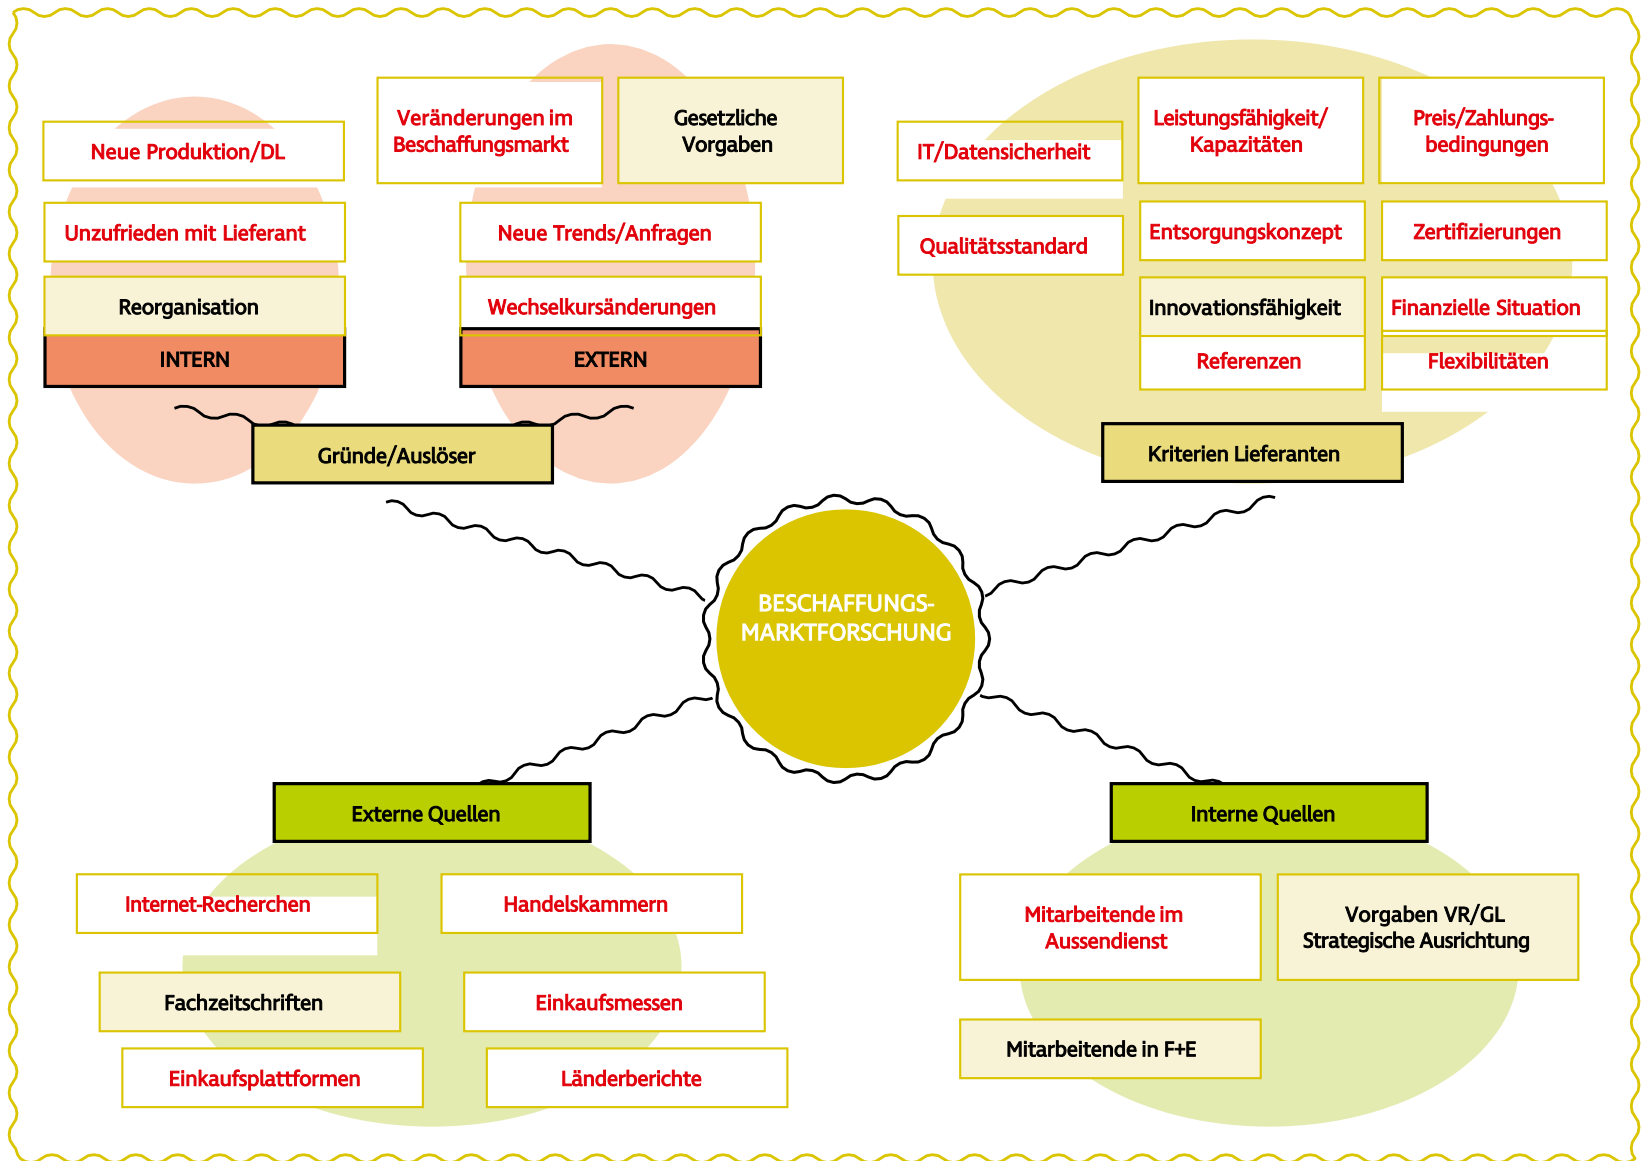 Neue Produktion/DL
Unzufrieden mit Lieferant
Reorganisation
INTERN
Veränderungen im
Beschaffungsmarkt
Gesetzliche
Vorgaben
Neue Trends/Anfragen
Wechselkursänderungen
EXTERN
Gründe/Auslöser
IT/Datensicherheit
Qualitätsstandard
Leistungsfähigkeit/
Kapazitäten
Preis/Zahlungs-
bedingungen
Entsorgungskonzept
Zertifizierungen
Innovationsfähigkeit
Finanzielle Situation
Referenzen
Flexibilitäten
Kriterien Lieferanten
BESCHAFFUNGS-
MARKTFORSCHUNG
Externe Quellen
Internet-Recherchen
Handelskammern
Fachzeitschriften
Einkaufsmessen
Einkaufsplattformen
Länderberichte
Interne Quellen
Mitarbeitende im
Aussendienst
Vorgaben VR/GL
Strategische Ausrichtung
Mitarbeitende in F+E